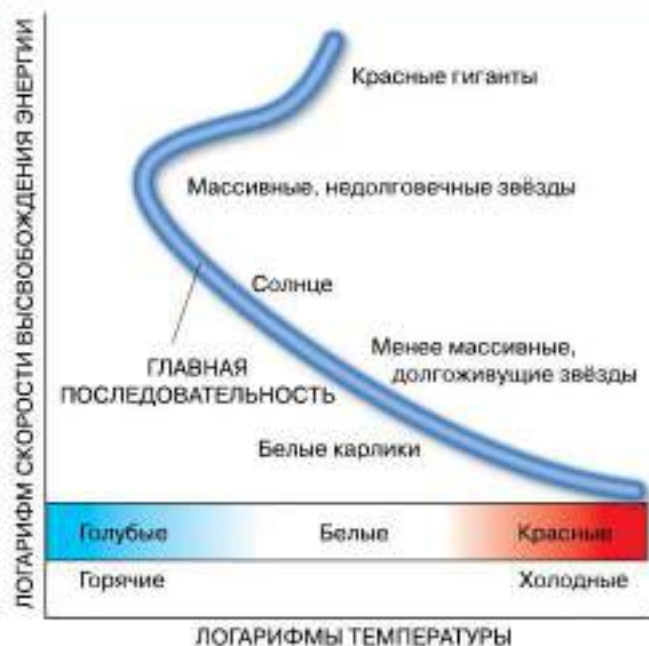 ЛОГАРИФМ СКОРОСТИ ВЫСВОБОЖДЕНИЯ ЭНЕРГИИ
Красные гиганты
Массивные, недолговечные звёзды
Солнце
ГЛАВНАЯ
ПОСЛЕДОВАТЕЛЬНОСТЬ
Менее массивные,
долгоживущие звёзды
Белые карлики
Голубые Белые Красные
Горячие Холодные
ЛОГАРИФМЫ ТЕМПЕРАТУРЫ